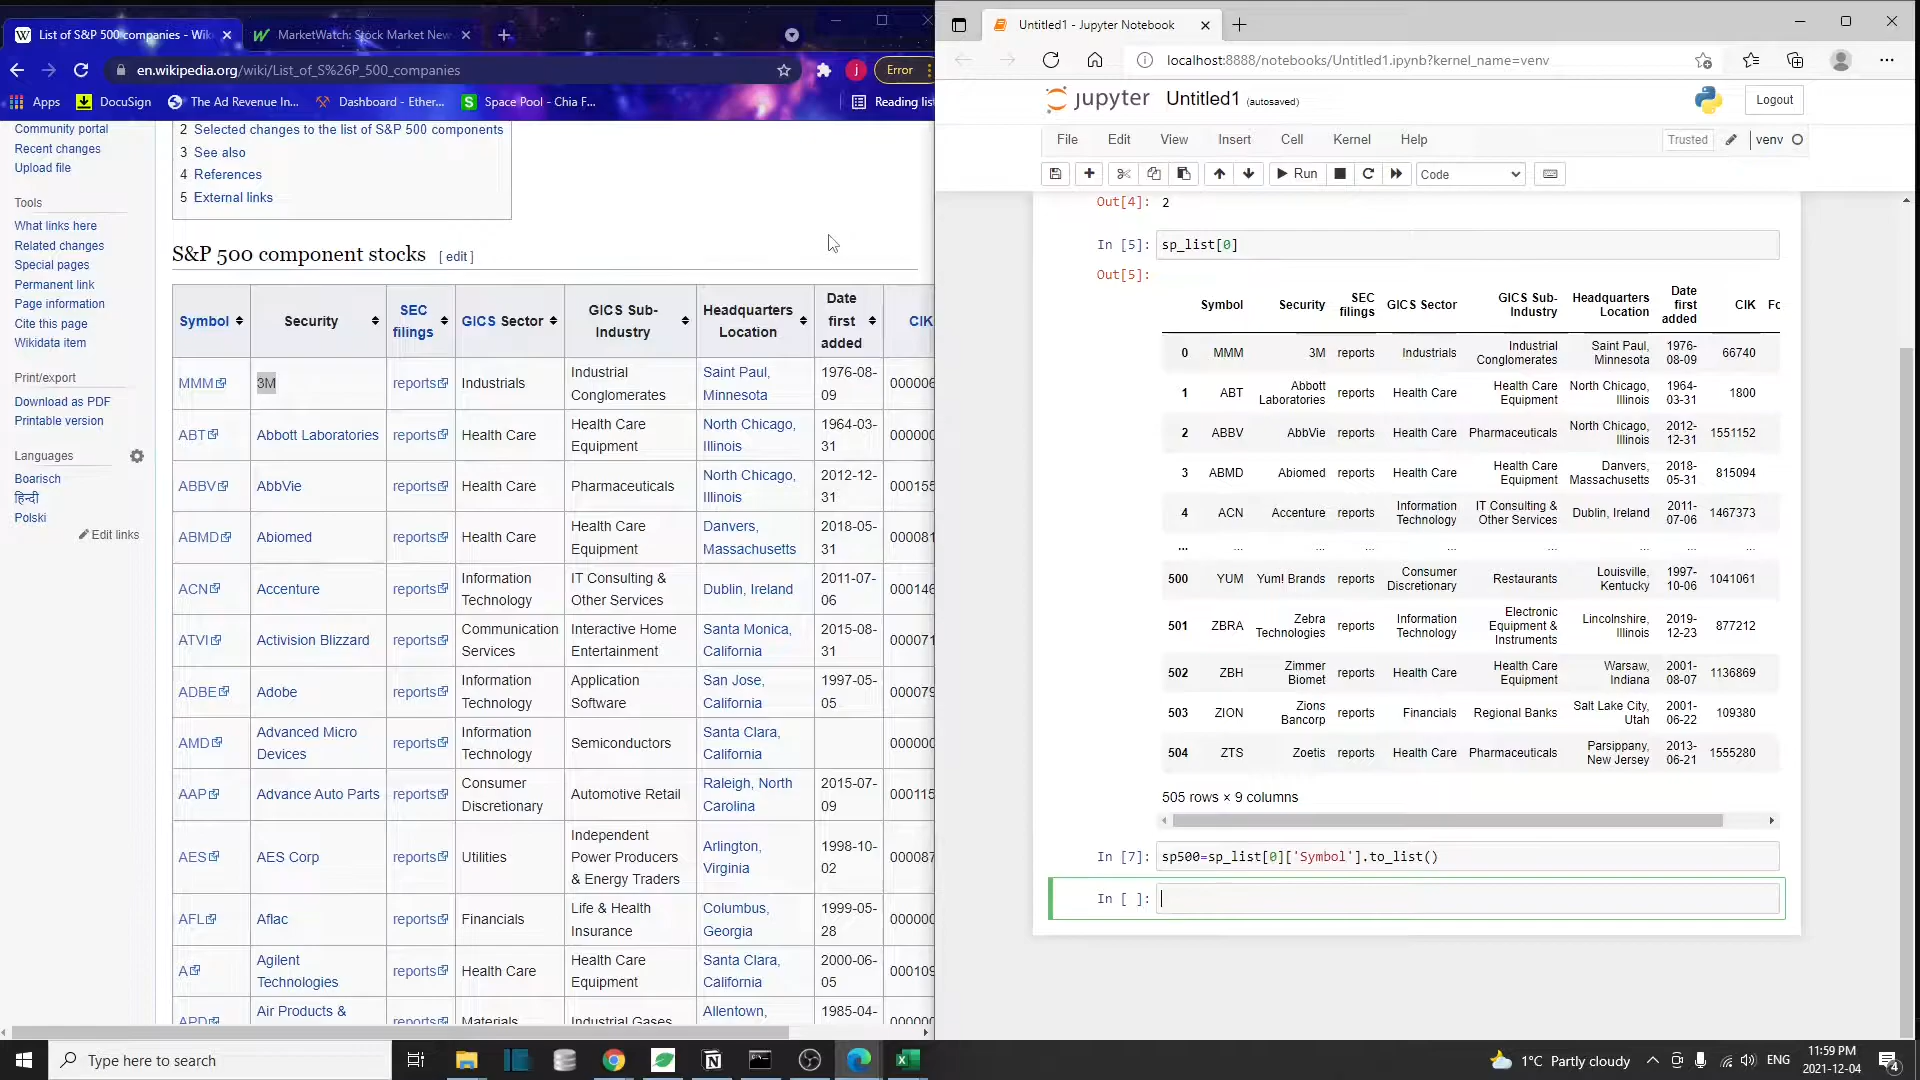 List of S&P 500 companies - Wiki
MarketWatch: Stock Market New
en.wikipedia.org/wiki/List_of_S%26P_500_companies
Error
Apps
DocuSign
The Ad Revenue In...
Dashboard - Ether...
Space Pool - Chia F...
Reading list
Community portal
Recent changes
Upload file
Tools
What links here
Related changes
Special pages
Permanent link
Page information
Cite this page
Wikidata item
Print/export
Download as PDF
Printable version
Languages
Boarisch
हिन्दी
Polski
Edit links
2 Selected changes to the list of S&P 500 components
3 See also
4 References
5 External links
S&P 500 component stocks [ edit ]
Symbol Security SEC filings GICS Sector GICS Sub-Industry Headquarters Location Date first added CIK
MMM 3M reports Industrials Industrial Conglomerates Saint Paul, Minnesota 1976-08-09 000006
ABT Abbott Laboratories reports Health Care Health Care Equipment North Chicago, Illinois 1964-03-31 000000
ABBV AbbVie reports Health Care Pharmaceuticals North Chicago, Illinois 2012-12-31 000155
ABMD Abiomed reports Health Care Health Care Equipment Danvers, Massachusetts 2018-05-31 000081
ACN Accenture reports Information Technology IT Consulting & Other Services Dublin, Ireland 2011-07-06 000146
ATVI Activision Blizzard reports Communication Services Interactive Home Entertainment Santa Monica, California 2015-08-31 000071
ADBE Adobe reports Information Technology Application Software San Jose, California 1997-05-05 000079
AMD Advanced Micro Devices reports Information Technology Semiconductors Santa Clara, California 000000
AAP Advance Auto Parts reports Consumer Discretionary Automotive Retail Raleigh, North Carolina 2015-07-09 000115
AES AES Corp reports Utilities Independent Power Producers & Energy Traders Arlington, Virginia 1998-10-02 000087
AFL Aflac reports Financials Life & Health Insurance Columbus, Georgia 1999-05-28 000000
A Agilent Technologies reports Health Care Health Care Equipment Santa Clara, California 2000-06-05 000109
APD Air Products & reports Materials Industrial Gases Allentown, 1985-04- 000000
Untitled1 - Jupyter Notebook
localhost:8888/notebooks/Untitled1.ipynb?kernel_name=venv
jupyter Untitled1 (autosaved)
Logout
File Edit View Insert Cell Kernel Help
Trusted
venv
Run
Code
Out[4]: 2
In [5]: sp_list[0]
Out[5]:
Symbol Security SEC filings GICS Sector GICS Sub-Industry Headquarters Location Date first added CIK Fo
0 MMM 3M reports Industrials Industrial Conglomerates Saint Paul, Minnesota 1976-08-09 66740
1 ABT Abbott Laboratories reports Health Care Health Care Equipment North Chicago, Illinois 1964-03-31 1800
2 ABBV AbbVie reports Health Care Pharmaceuticals North Chicago, Illinois 2012-12-31 1551152
3 ABMD Abiomed reports Health Care Health Care Equipment Danvers, Massachusetts 2018-05-31 815094
4 ACN Accenture reports Information Technology IT Consulting & Other Services Dublin, Ireland 2011-07-06 1467373
... ... ... ... ... ... ... ... ...
500 YUM Yum! Brands reports Consumer Discretionary Restaurants Louisville, Kentucky 1997-10-06 1041061
501 ZBRA Zebra Technologies reports Information Technology Electronic Equipment & Instruments Lincolnshire, Illinois 2019-12-23 877212
502 ZBH Zimmer Biomet reports Health Care Health Care Equipment Warsaw, Indiana 2001-08-07 1136869
503 ZION Zions Bancorp reports Financials Regional Banks Salt Lake City, Utah 2001-06-22 109380
504 ZTS Zoetis reports Health Care Pharmaceuticals Parsippany, New Jersey 2013-06-21 1555280
505 rows × 9 columns
In [7]: sp500=sp_list[0]['Symbol'].to_list()
In [ ]:
Type here to search
1°C Partly cloudy
ENG
11:59 PM
2021-12-04
4